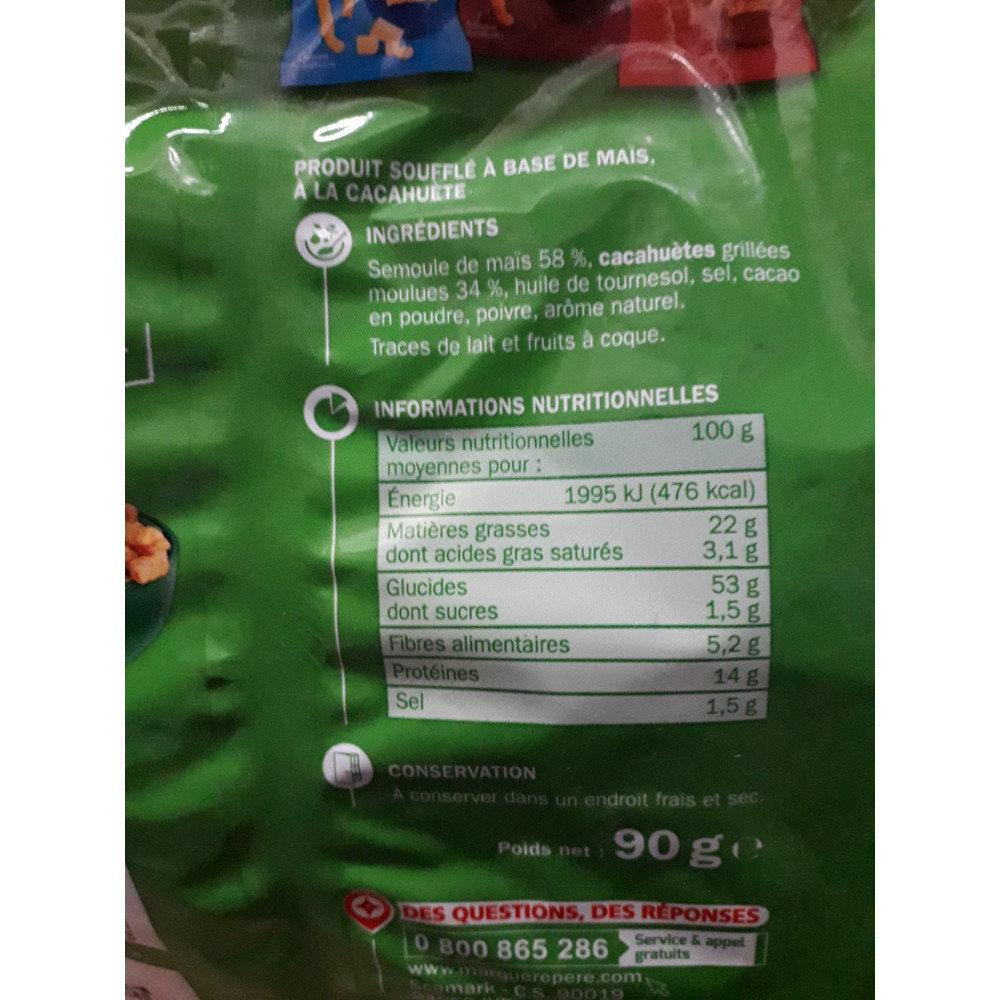 PRODUIT SOUFFLÉ À BASE DE MAÏS,
À LA CACAHUÈTE
INGRÉDIENTS
Semoule de maïs 58 %, cacahuètes grillées
moulues 34 %, huile de tournesol, sel, cacao
en poudre, poivre, arôme naturel.
Traces de lait et fruits à coque.
INFORMATIONS NUTRITIONNELLES
Valeurs nutritionnelles 100 g
moyennes pour :
Énergie 1995 kJ (476 kcal)
Matières grasses 22 g
dont acides gras saturés 3,1 g
Glucides 53 g
dont sucres 1,5 g
Fibres alimentaires 5,2 g
Protéines 14 g
Sel 1,5 g
CONSERVATION
À conserver dans un endroit frais et sec.
Poids net : 90 g e
DES QUESTIONS, DES RÉPONSES
0 800 865 286 Service & appel
gratuits
www.marquerepere.com
Scamark - C.S. 90019